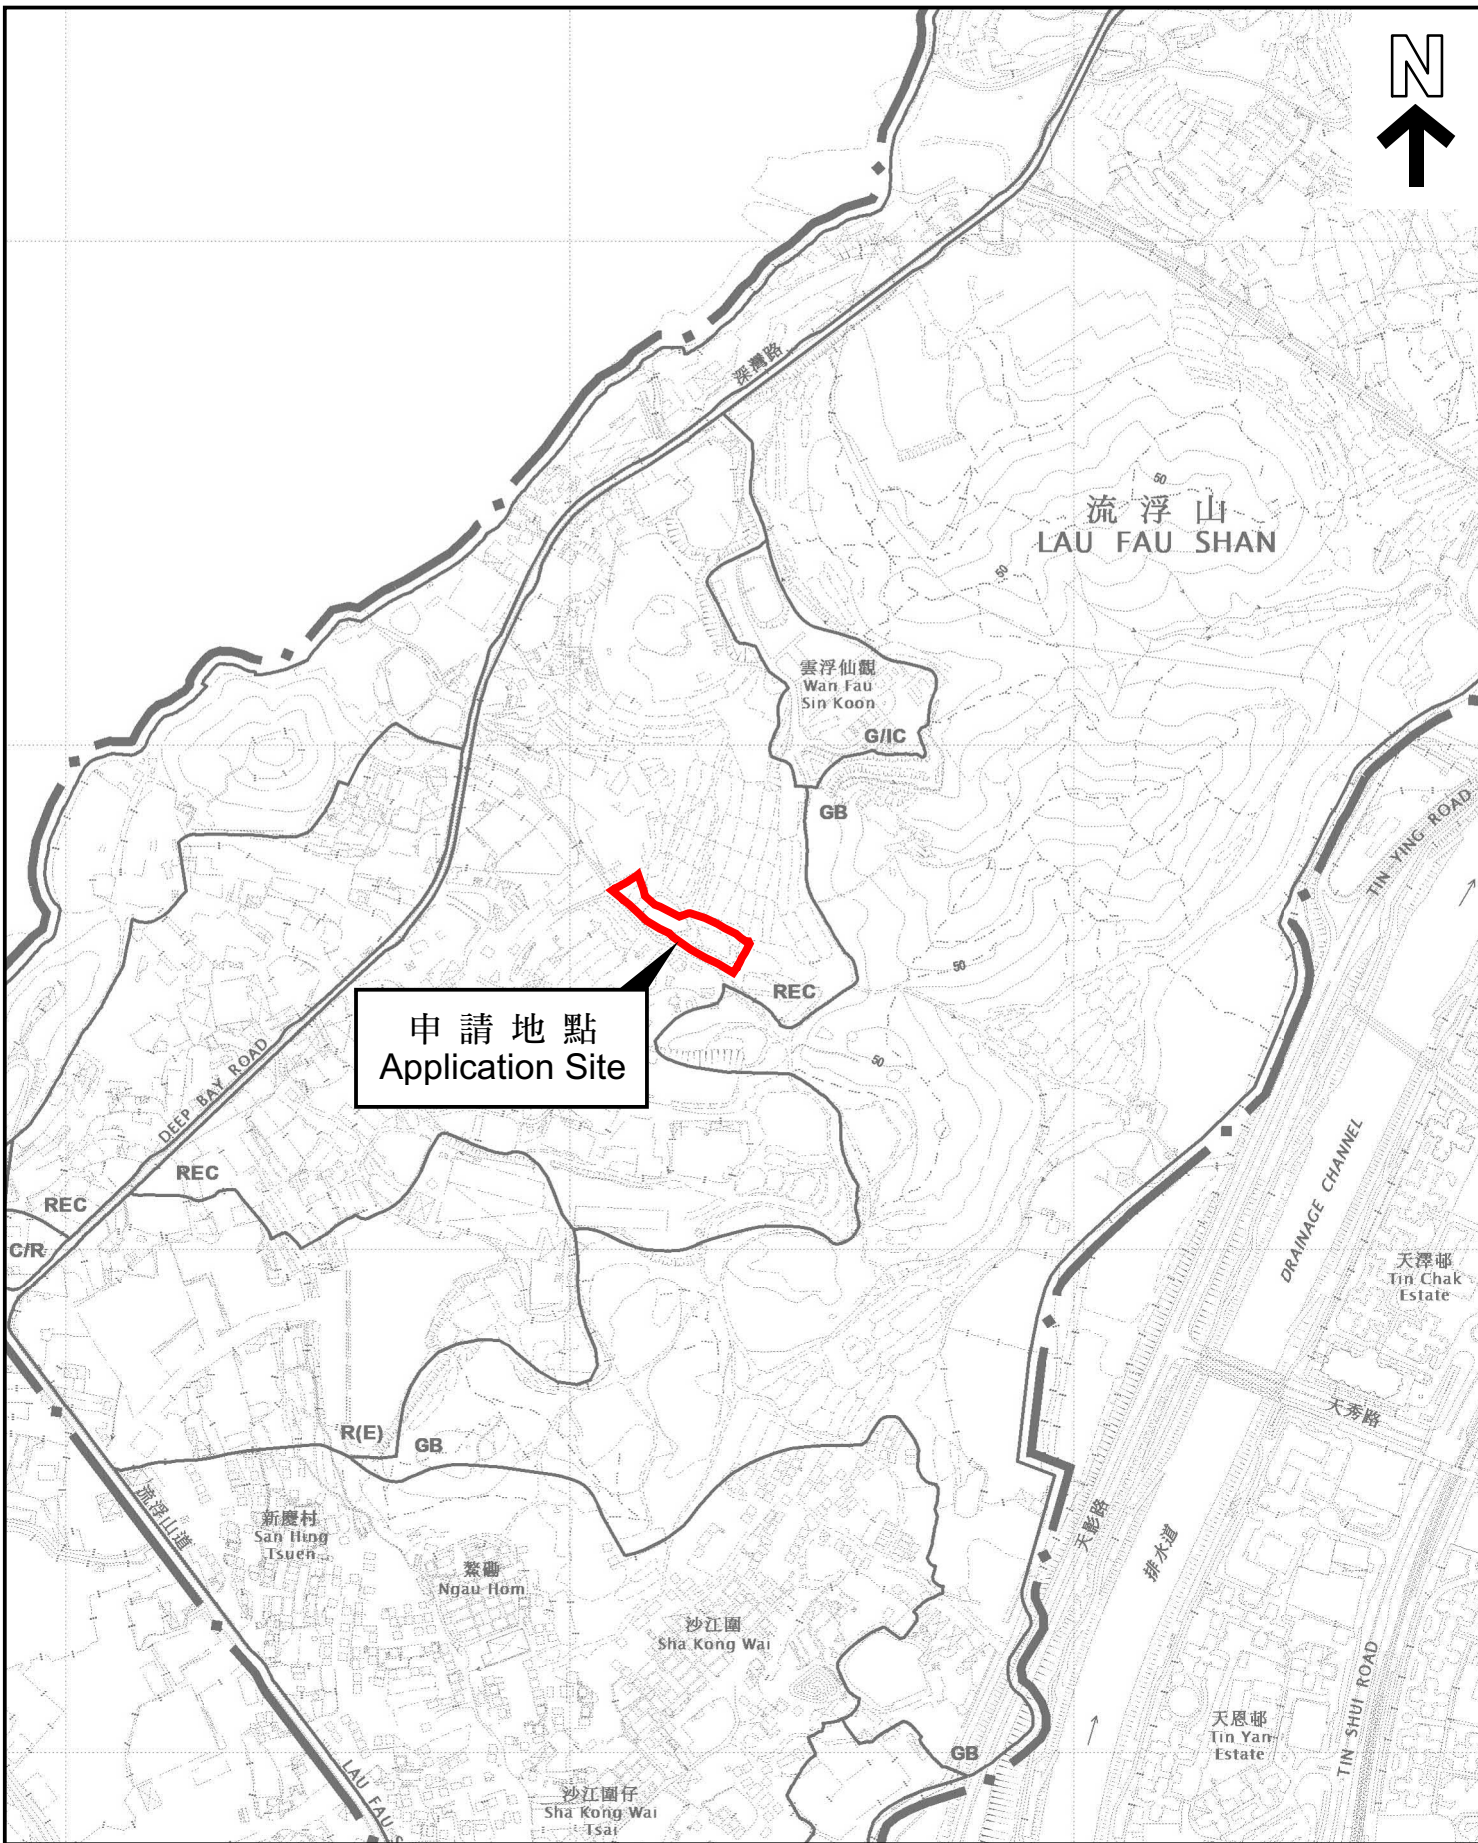 N
深灣路
50
流浮山
LAU FAU SHAN
50
雲浮仙觀
Wan Fau
Sin Koon
G/IC
GB
TIN YING ROAD
50
REC
申請地點
Application Site
50
DEEP BAY ROAD
REC
REC
C/R
DRAINAGE CHANNEL
天澤邨
Tin Chak
Estate
天秀路
R(E)
GB
流浮山道
新慶村
San Hing
Tsuen
鰲磡
Ngau Hom
天影路
排水道
沙江圍
Sha Kong Wai
TIN SHUI ROAD
天恩邨
Tin Yan
Estate
GB
沙江圍仔
Sha Kong Wai
Tsai
LAU FAU S